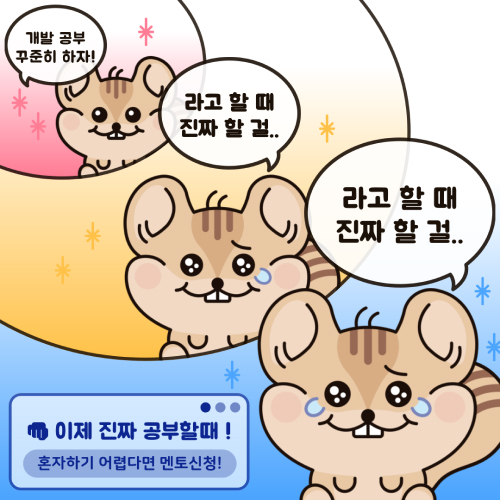 개발 공부
꾸준히 하자!
라고 할 때
진짜 할 걸..
라고 할 때
진짜 할 걸..
👊 이제 진짜 공부할때 !
혼자하기 어렵다면 멘토신청!